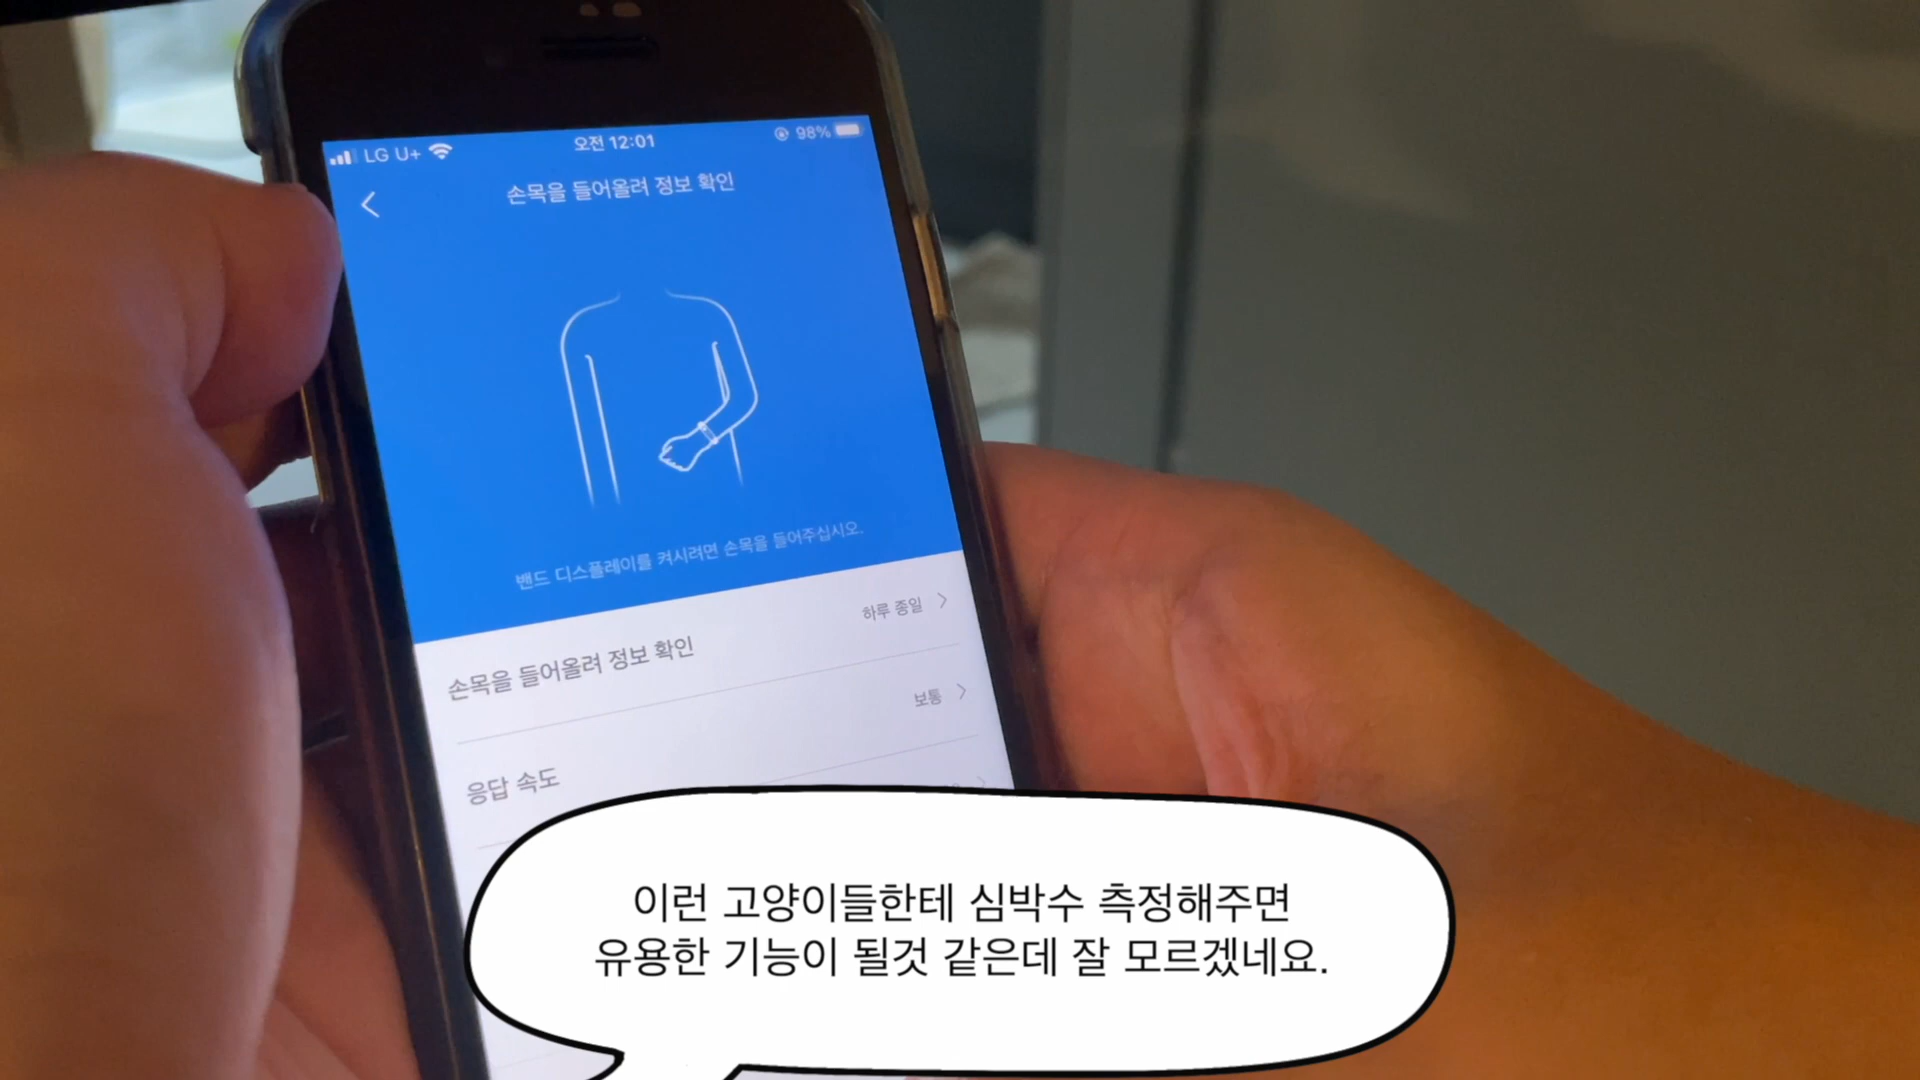 LG U+ 오전 12:01 98%
손목을 들어올려 정보 확인
밴드 디스플레이를 켜시려면 손목을 들어주십시오.
손목을 들어올려 정보 확인 하루 종일
응답 속도 보통
이런 고양이들한테 심박수 측정해주면
유용한 기능이 될것 같은데 잘 모르겠네요.